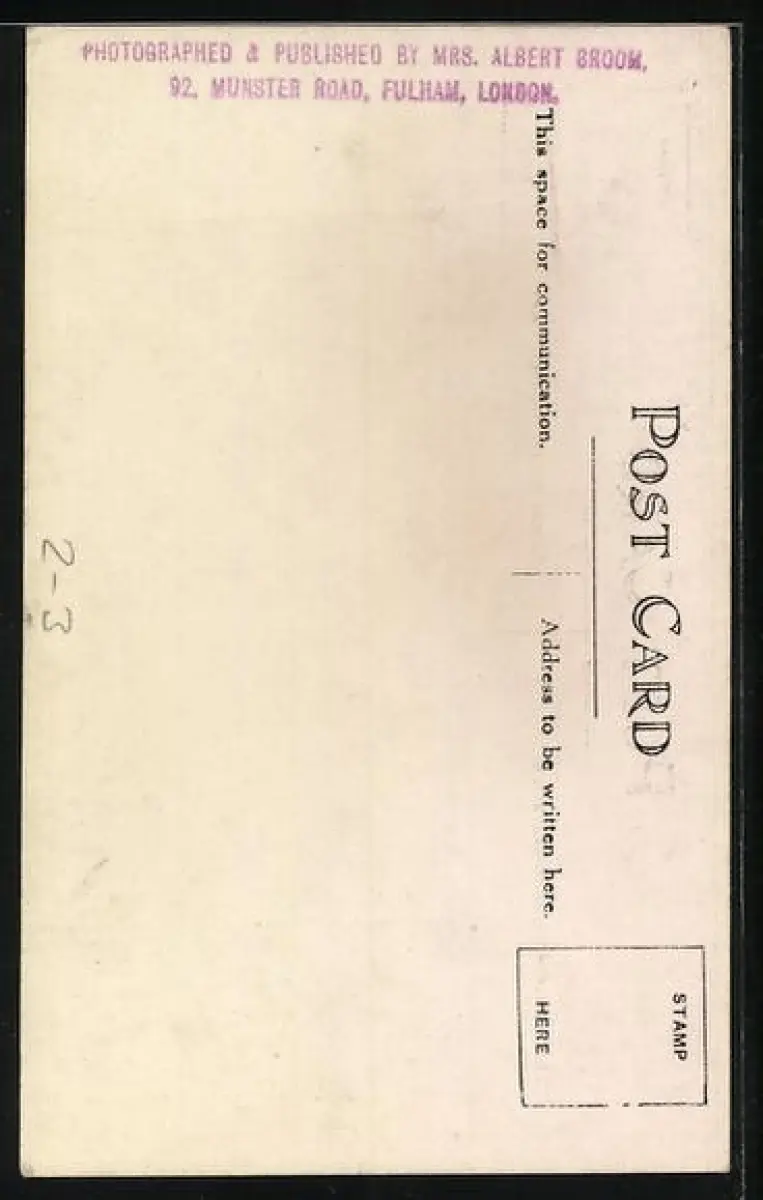 PHOTOGRAPHED & PUBLISHED BY MRS. ALBERT BROOM,
92, MUNSTER ROAD, FULHAM, LONDON.
POST CARD
This space for communication.
Address to be written here.
STAMP
HERE
2-3